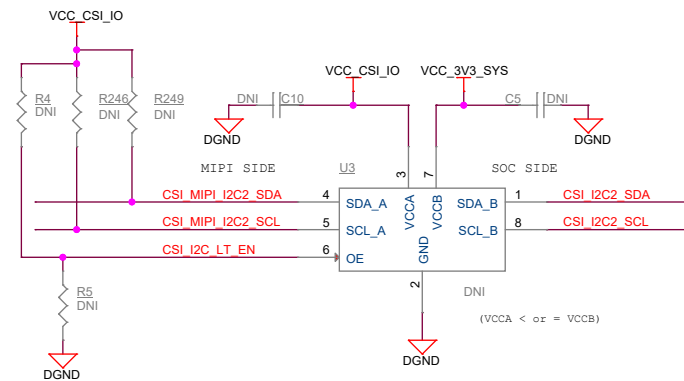 VCC_CSI_IO
VCC_CSI_IO
VCC_3V3_SYS
R4
DNI
R246
DNI
R249
DNI
DNI
C10
C5
DNI
DGND
DGND
MIPI SIDE
U3
SOC SIDE
3
7
CSI_MIPI_I2C2_SDA
4
SDA_A
VCCA
VCCB
SDA_B
1
CSI_I2C2_SDA
CSI_MIPI_I2C2_SCL
5
SCL_A
SCL_B
8
CSI_I2C2_SCL
CSI_I2C_LT_EN
6
OE
GND
2
DNI
R5
DNI
(VCCA < or = VCCB)
DGND
DGND